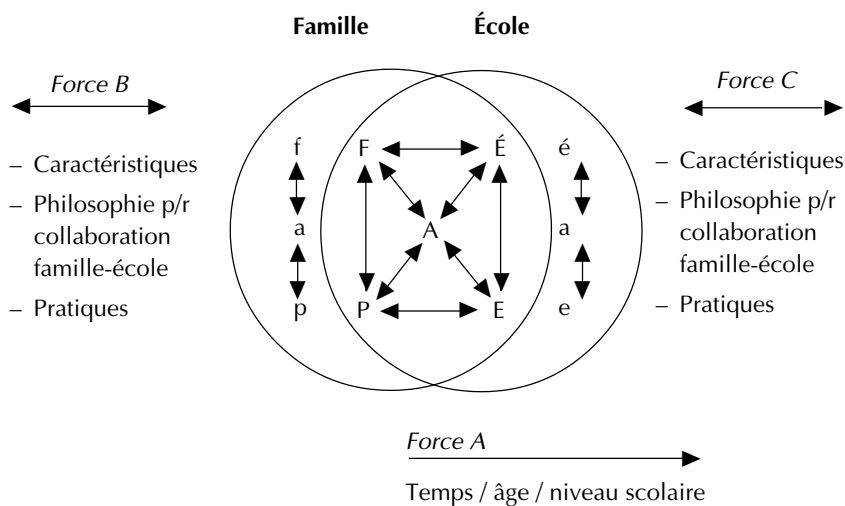 Famille École
Force B
Force C
– Caractéristiques
– Philosophie p/r
collaboration
famille-école
– Pratiques
f F É é
a A a
p P E e
– Caractéristiques
– Philosophie p/r
collaboration
famille-école
– Pratiques
Force A
Temps / âge / niveau scolaire